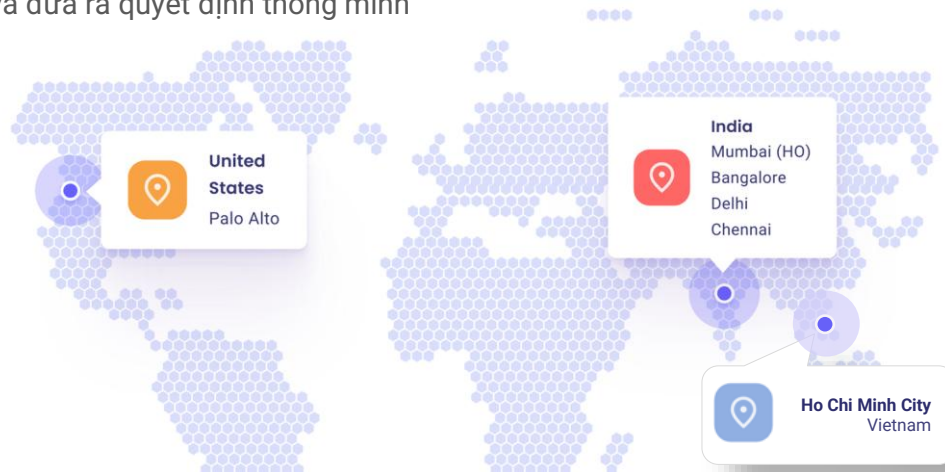 và đưa ra quyết định thông minh
United
States
Palo Alto
India
Mumbai (HO)
Bangalore
Delhi
Chennai
Ho Chi Minh City
Vietnam